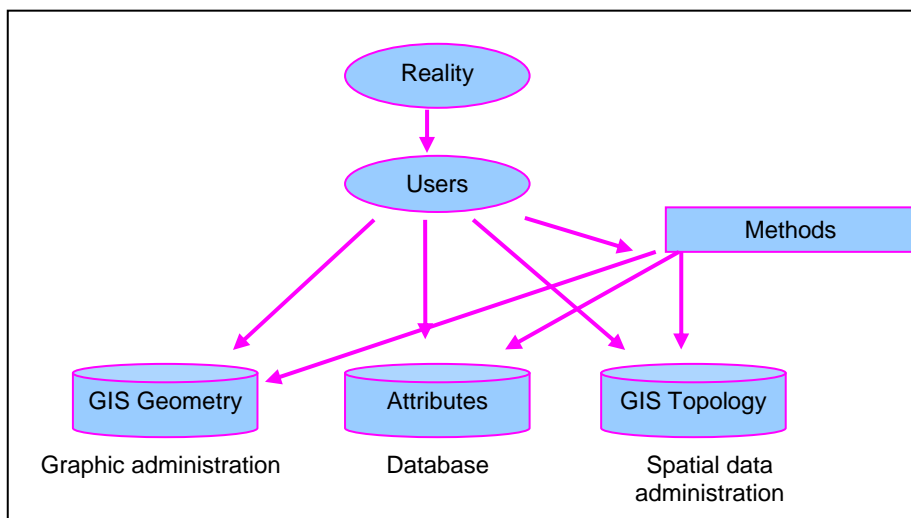 Reality
Users
Methods
GIS Geometry
Attributes
GIS Topology
Graphic administration
Database
Spatial data
administration